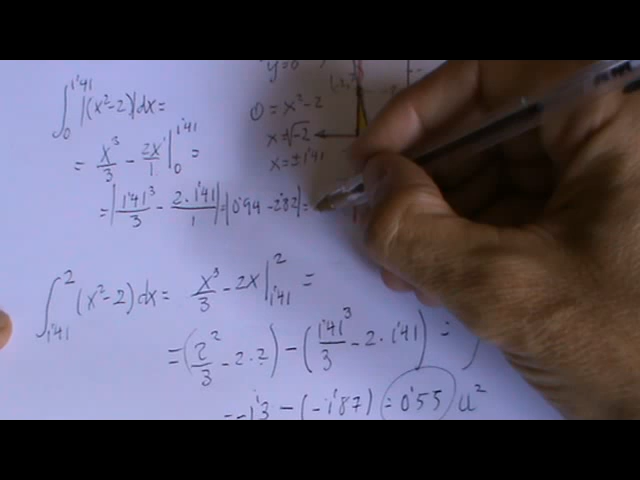 ∫₀^1'41 |(x²-2)|dx=
= x³/3 - 2x/1 |₀^1'41 =
= |1'41³/3 - 2·1'41/1| = |0'94 - 2'82| =
y=0
0 = x²-2
x=√-2
x=±1'41
∫_1'41^2 (x²-2)dx = x³/3 - 2x |_1'41^2 =
= (2²/3 - 2·2) - (1'41³/3 - 2·1'41) =
= -1'3 - (-1'87) = 0'55 u²